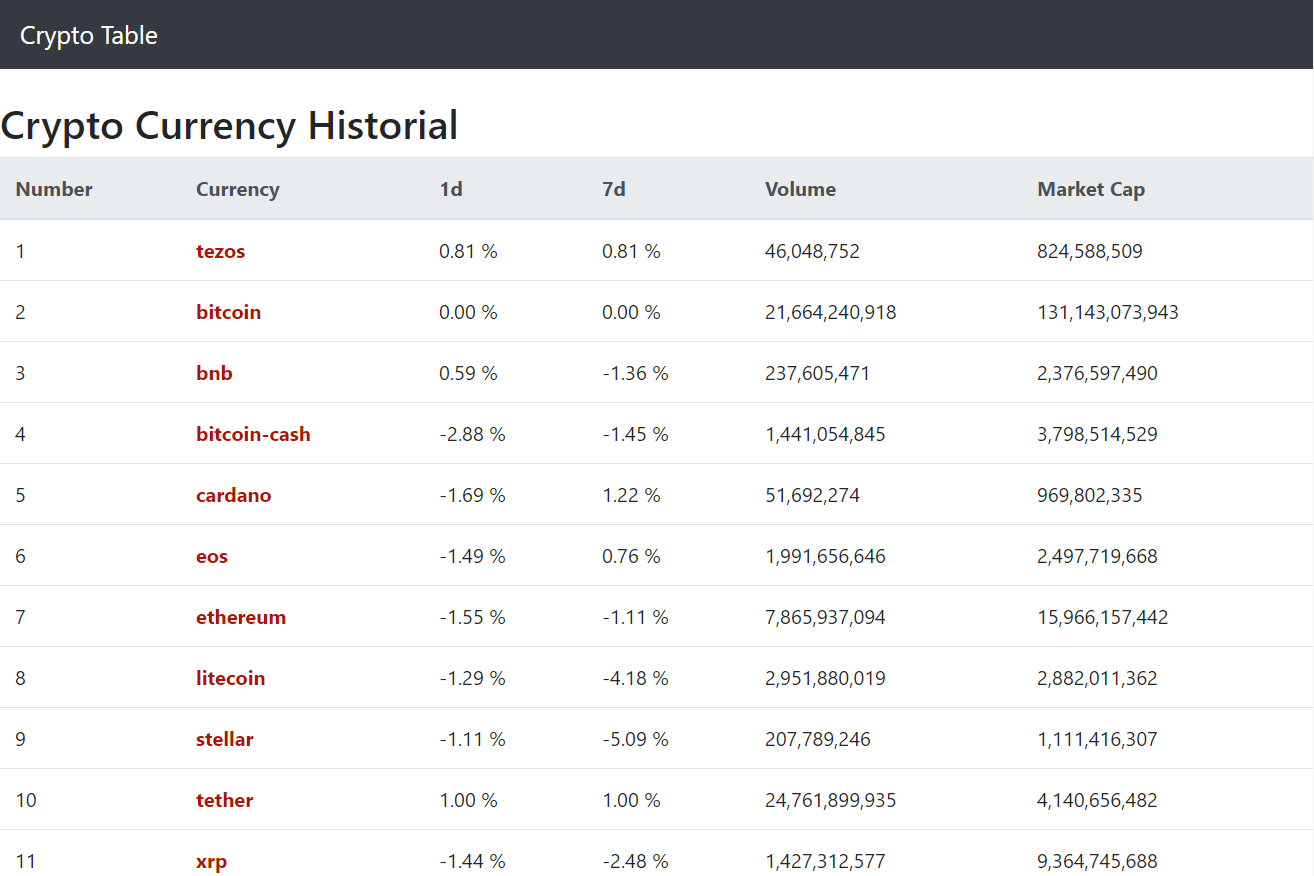 Crypto Table
Crypto Currency Historial
Number Currency 1d 7d Volume Market Cap
1 tezos 0.81 % 0.81 % 46,048,752 824,588,509
2 bitcoin 0.00 % 0.00 % 21,664,240,918 131,143,073,943
3 bnb 0.59 % -1.36 % 237,605,471 2,376,597,490
4 bitcoin-cash -2.88 % -1.45 % 1,441,054,845 3,798,514,529
5 cardano -1.69 % 1.22 % 51,692,274 969,802,335
6 eos -1.49 % 0.76 % 1,991,656,646 2,497,719,668
7 ethereum -1.55 % -1.11 % 7,865,937,094 15,966,157,442
8 litecoin -1.29 % -4.18 % 2,951,880,019 2,882,011,362
9 stellar -1.11 % -5.09 % 207,789,246 1,111,416,307
10 tether 1.00 % 1.00 % 24,761,899,935 4,140,656,482
11 xrp -1.44 % -2.48 % 1,427,312,577 9,364,745,688